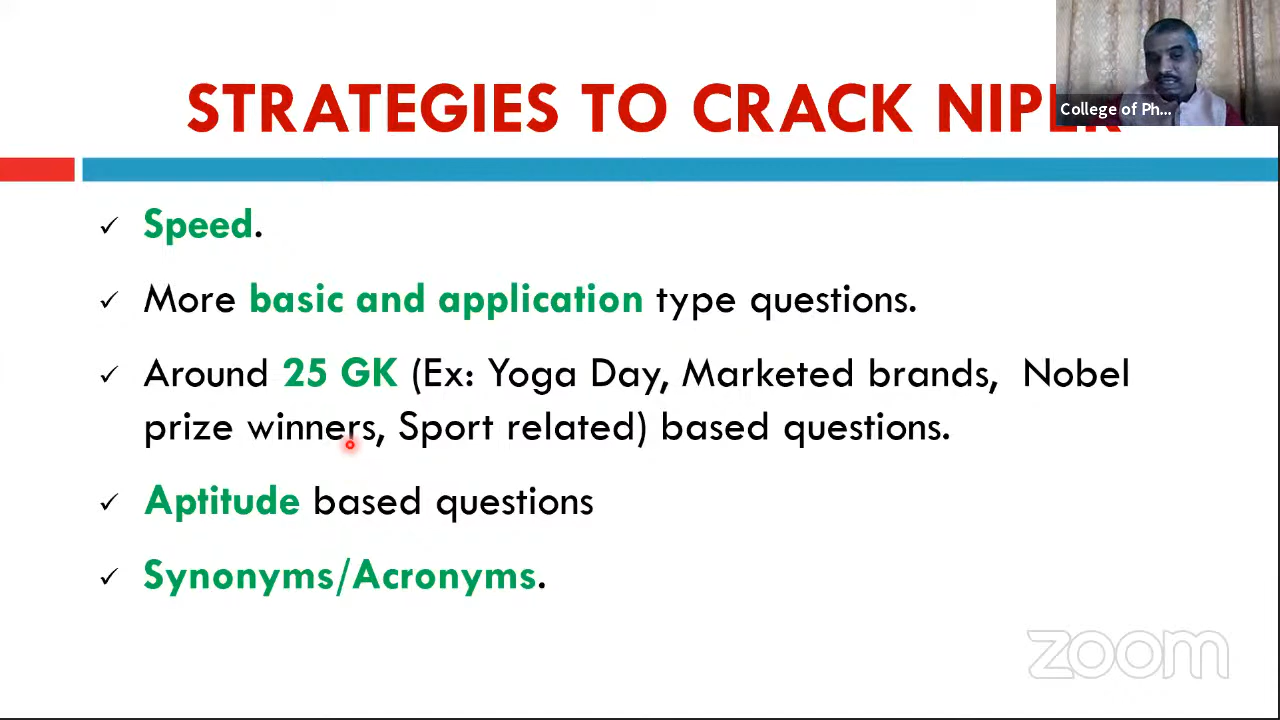 STRATEGIES TO CRACK NIPER
College of Ph...
Speed.
More basic and application type questions.
Around 25 GK (Ex: Yoga Day, Marketed brands, Nobel
prize winners, Sport related) based questions.
Aptitude based questions
Synonyms/Acronyms.
zoom